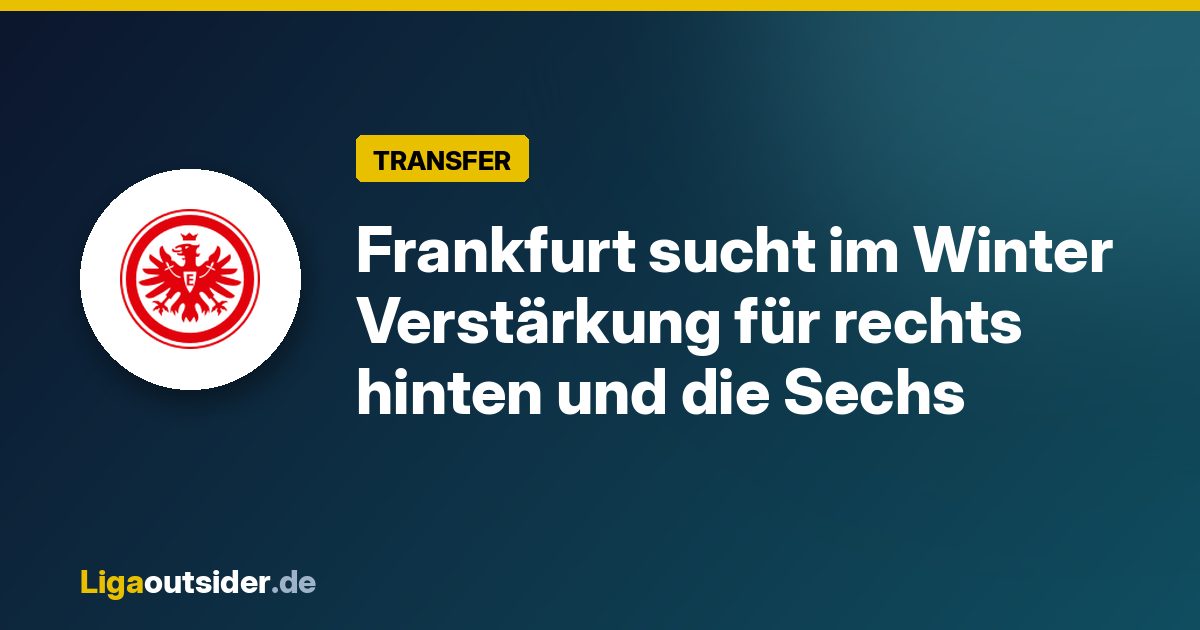 TRANSFER
Frankfurt sucht im Winter
Verstärkung für rechts
hinten und die Sechs
E
Ligaoutsider.de